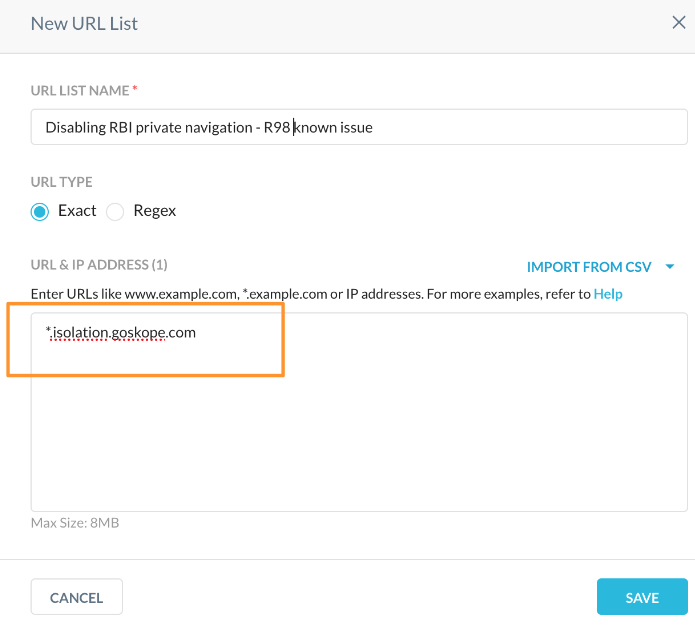 New URL List
URL LIST NAME *
Disabling RBI private navigation - R98 known issue
URL TYPE
Exact Regex
URL & IP ADDRESS (1)
IMPORT FROM CSV
Enter URLs like www.example.com, *.example.com or IP addresses. For more examples, refer to Help
*.isolation.goskope.com
Max Size: 8MB
CANCEL
SAVE